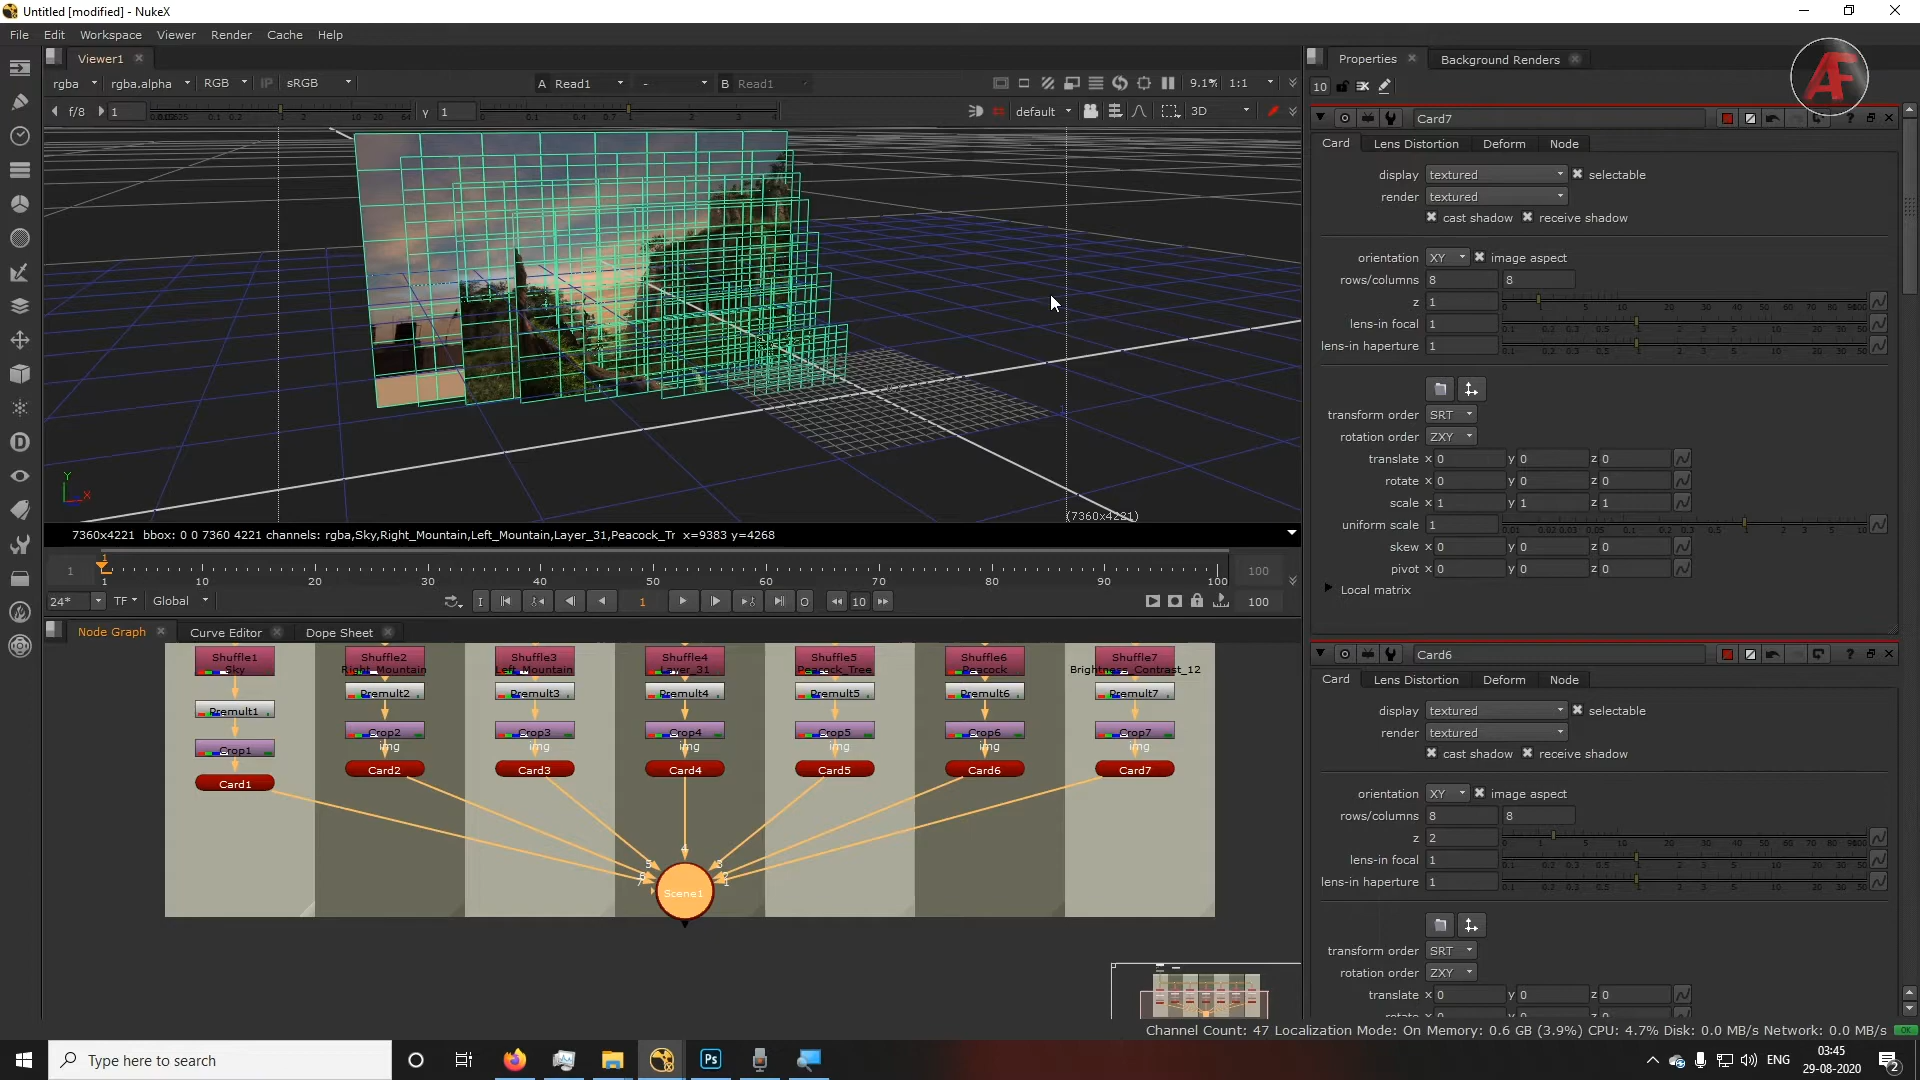 Untitled [modified] - NukeX
File Edit Workspace Viewer Render Cache Help
Viewer1
rgba rgba.alpha RGB IP sRGB A Read1 - B Read1 9.1% 1:1
f/8 1 y 1 default 3D
(7360x4221)
Y
X
7360x4221 bbox: 0 0 7360 4221 channels: rgba,Sky,Right_Mountain,Left_Mountain,Layer_31,Peacock_Tr x=9383 y=4268
1 1 100
1 10 20 30 40 50 60 70 80 90 100
24* TF Global 1 10 100
Node Graph Curve Editor Dope Sheet
Shuffle1 Shuffle2 Shuffle3 Shuffle4 Shuffle5 Shuffle6 Shuffle7
Sky Right_Mountain Left_Mountain Layer_31 Peacock_Tree Peacock Brightness_Contrast_12
Premult1 Premult2 Premult3 Premult4 Premult5 Premult6 Premult7
Crop1 Crop2 Crop3 Crop4 Crop5 Crop6 Crop7
img img img img img img
Card1 Card2 Card3 Card4 Card5 Card6 Card7
Scene1
Properties Background Renders
AF
10
Card7
Card Lens Distortion Deform Node
display textured selectable
render textured
cast shadow receive shadow
orientation XY image aspect
rows/columns 8 8
z 1
lens-in focal 1
lens-in haperture 1
transform order SRT
rotation order ZXY
translate x 0 y 0 z 0
rotate x 0 y 0 z 0
scale x 1 y 1 z 1
uniform scale 1
skew x 0 y 0 z 0
pivot x 0 y 0 z 0
Local matrix
Card6
Card Lens Distortion Deform Node
display textured selectable
render textured
cast shadow receive shadow
orientation XY image aspect
rows/columns 8 8
z 2
lens-in focal 1
lens-in haperture 1
transform order SRT
rotation order ZXY
translate x 0 y 0 z 0
Channel Count: 47 Localization Mode: On Memory: 0.6 GB (3.9%) CPU: 4.7% Disk: 0.0 MB/s Network: 0.0 MB/s
Type here to search
Ps
ENG
03:45
29-08-2020
2